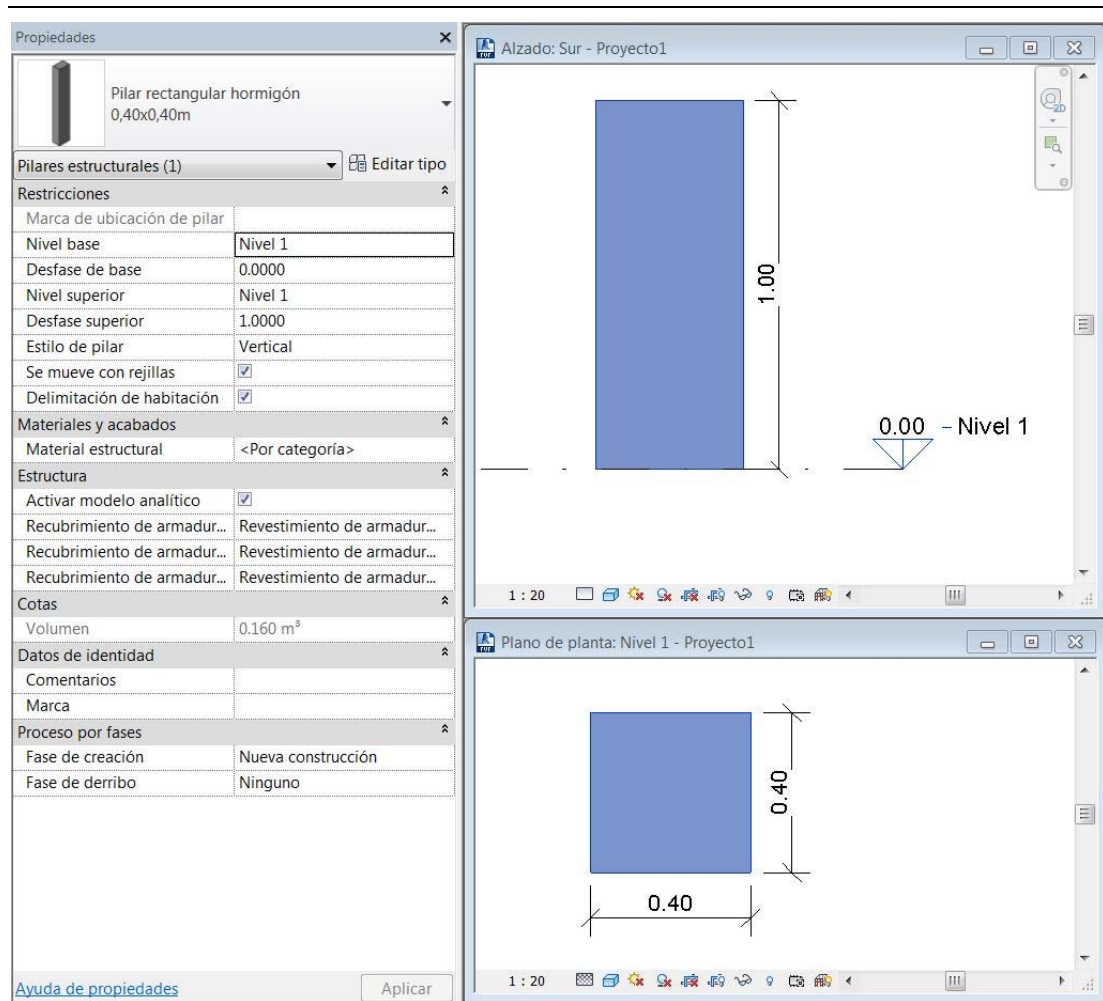 Propiedades
Pilar rectangular hormigón
0,40x0,40m
Pilares estructurales (1)
Editar tipo
Restricciones
Marca de ubicación de pilar
Nivel base Nivel 1
Desfase de base 0.0000
Nivel superior Nivel 1
Desfase superior 1.0000
Estilo de pilar Vertical
Se mueve con rejillas
Delimitación de habitación
Materiales y acabados
Material estructural <Por categoría>
Estructura
Activar modelo analítico
Recubrimiento de armadur... Revestimiento de armadur...
Recubrimiento de armadur... Revestimiento de armadur...
Recubrimiento de armadur... Revestimiento de armadur...
Cotas
Volumen 0.160 m³
Datos de identidad
Comentarios
Marca
Proceso por fases
Fase de creación Nueva construcción
Fase de derribo Ninguno
Ayuda de propiedades
Aplicar
Alzado: Sur - Proyecto1
2D
1.00
0.00 – Nivel 1
1 : 20
Plano de planta: Nivel 1 - Proyecto1
0.40
0.40
1 : 20